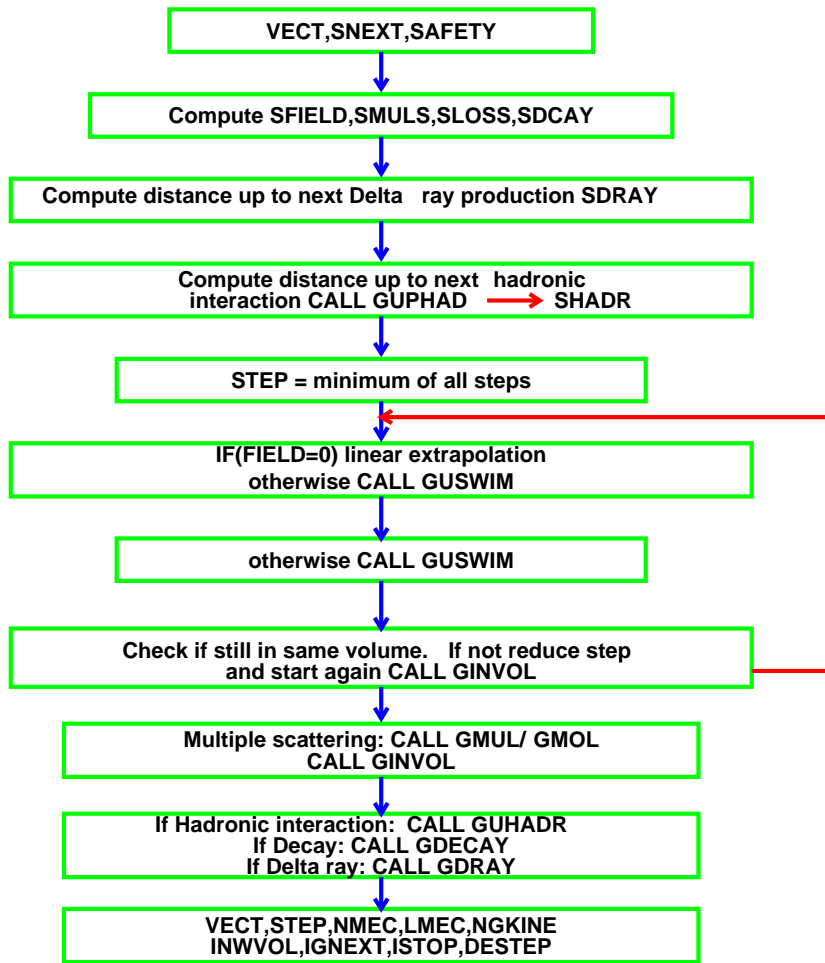 VECT,SNEXT,SAFETY
Compute SFIELD,SMULS,SLOSS,SDCAY
Compute distance up to next Delta ray production SDRAY
Compute distance up to next hadronic
interaction CALL GUPHAD SHADR
STEP = minimum of all steps
IF(FIELD=0) linear extrapolation
otherwise CALL GUSWIM
otherwise CALL GUSWIM
Check if still in same volume. If not reduce step
and start again CALL GINVOL
Multiple scattering: CALL GMUL/ GMOL
CALL GINVOL
If Hadronic interaction: CALL GUHADR
If Decay: CALL GDECAY
If Delta ray: CALL GDRAY
VECT,STEP,NMEC,LMEC,NGKINE
INWVOL,IGNEXT,ISTOP,DESTEP